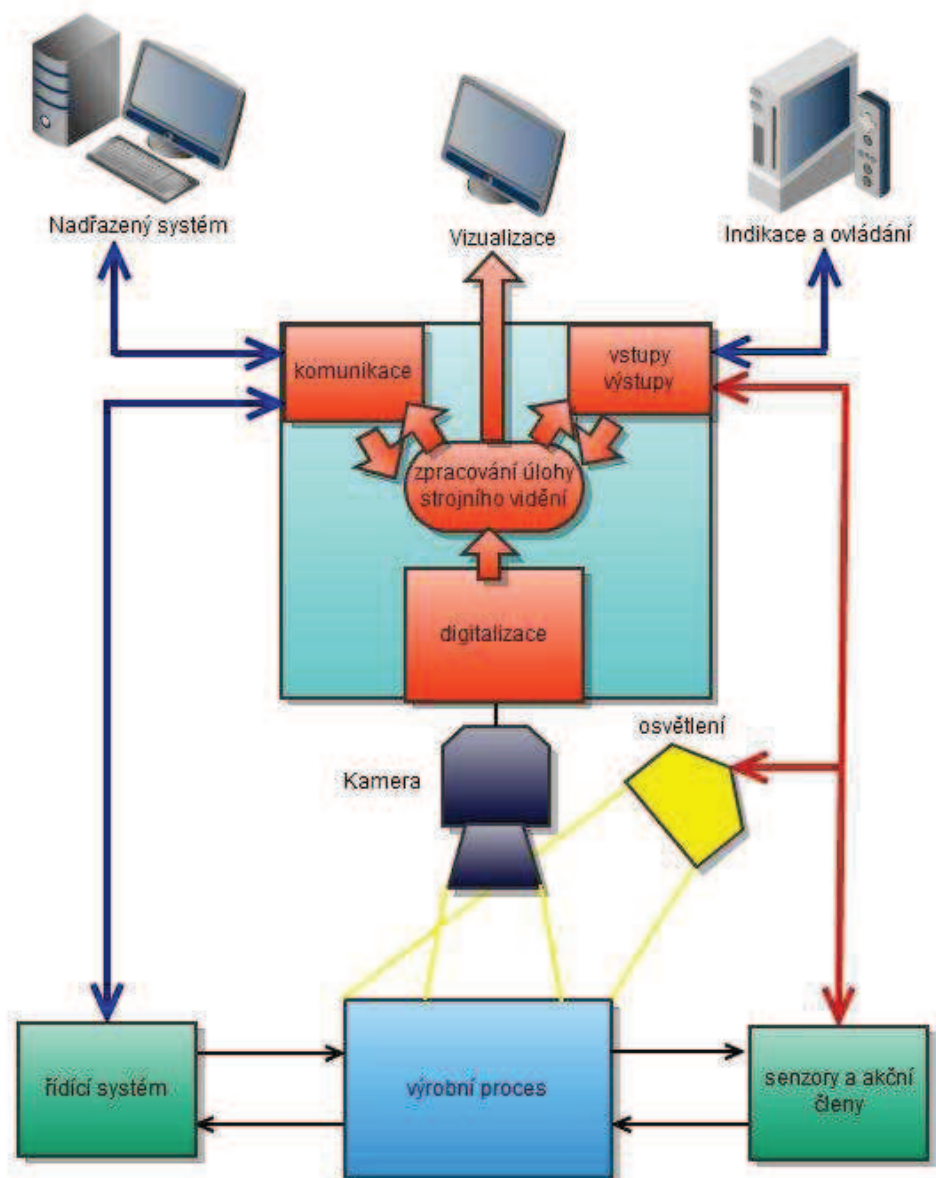 Nadřazený systém
Vizualizace
Indikace a ovládání
komunikace
vstupy
výstupy
zpracování úlohy
strojního vidění
digitalizace
osvětlení
Kamera
řídící systém
výrobní proces
senzory a akční
členy